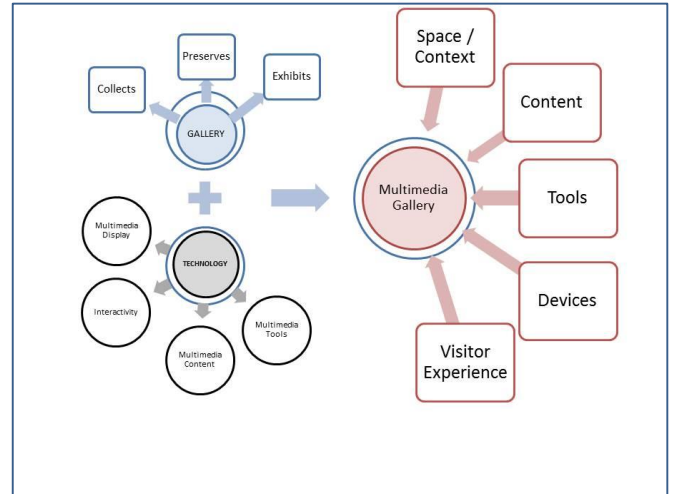 Preserves
Collects
Exhibits
GALLERY
Multimedia
Display
TECHNOLOGY
Interactivity
Multimedia
Content
Multimedia
Tools
Space /
Context
Content
Multimedia
Gallery
Tools
Devices
Visitor
Experience